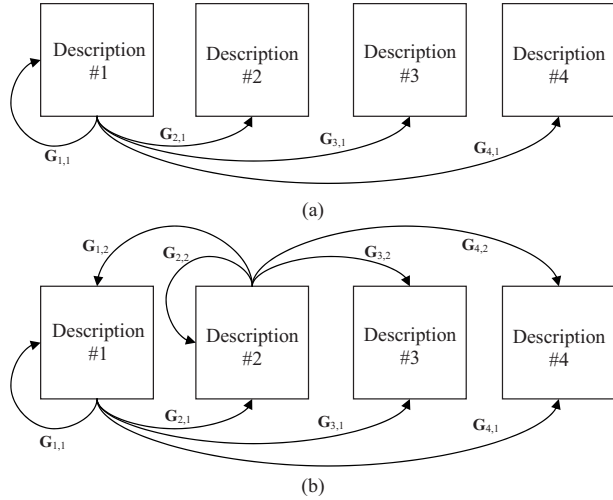 Description
#1
Description
#2
Description
#3
Description
#4
G1,1
G2,1
G3,1
G4,1
(a)
G1,2
G2,2
G3,2
G4,2
Description
#1
Description
#2
Description
#3
Description
#4
G1,1
G2,1
G3,1
G4,1
(b)